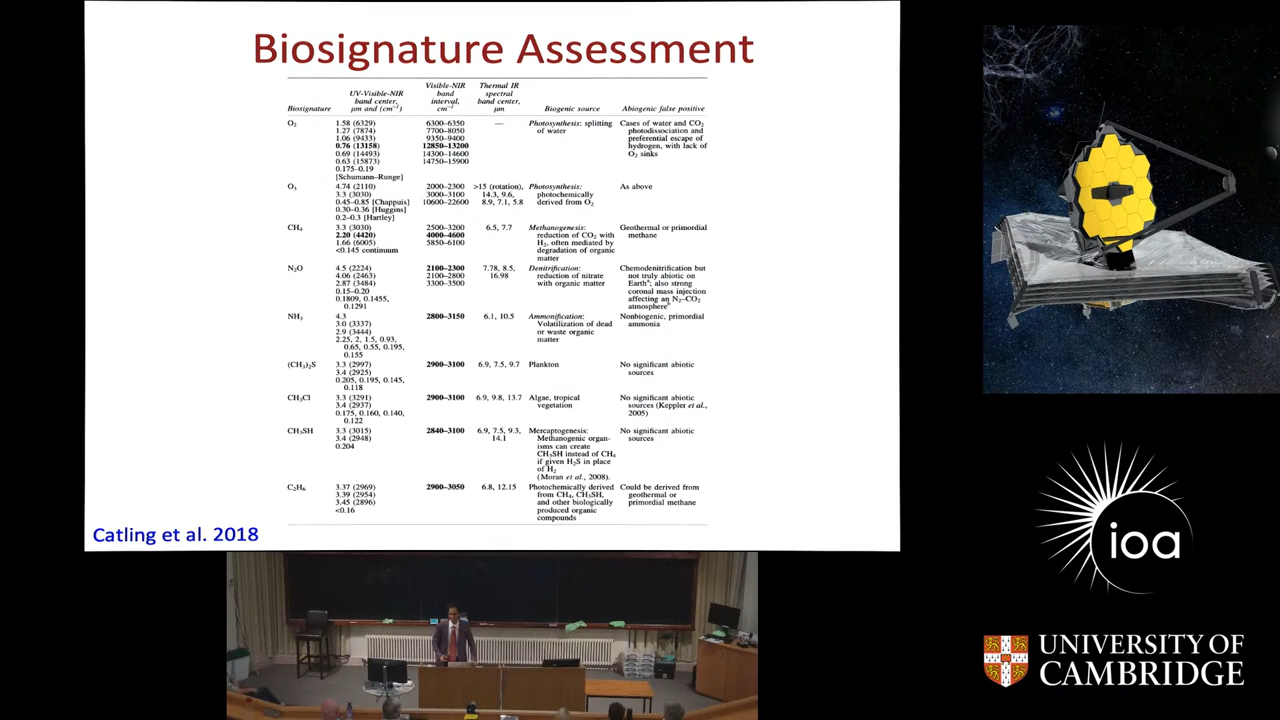 Biosignature Assessment
Biosignature
UV-Visible-NIR
band center,
μm and (cm⁻¹)
Visible-NIR
band
interval,
cm⁻¹
Thermal IR
spectral
band center,
μm
Biogenic source
Abiogenic false positive
O₂
1.58 (6329)
1.27 (7874)
1.06 (9433)
0.76 (13158)
0.69 (14493)
0.63 (15873)
0.175–0.19
[Schumann–Runge]
6300–6350
7700–8050
9350–9400
12850–13200
14300–14600
14750–15900
—
Photosynthesis: splitting
of water
Cases of water and CO₂
photodissociation and
preferential escape of
hydrogen, with lack of
O₂ sinks
O₃
4.74 (2110)
3.3 (3030)
0.45–0.85 [Chappuis]
0.30–0.36 [Huggins]
0.2–0.3 [Hartley]
2000–2300
3000–3100
10600–22600
>15 (rotation),
14.3, 9.6,
8.9, 7.1, 5.8
Photosynthesis:
photochemically
derived from O₂
As above
CH₄
3.3 (3030)
2.20 (4420)
1.66 (6005)
<0.145 continuum
2500–3200
4000–4600
5850–6100
6.5, 7.7
Methanogenesis:
reduction of CO₂ with
H₂, often mediated by
degradation of organic
matter
Geothermal or primordial
methane
N₂O
4.5 (2224)
4.06 (2463)
2.87 (3484)
0.15–0.20
0.1809, 0.1455,
0.1291
2100–2300
2100–2800
3300–3500
7.78, 8.5,
16.98
Denitrification:
reduction of nitrate
with organic matter
Chemodenitrification but
not truly abiotic on
Earthᵃ; also strong
coronal mass injection
affecting an N₂–CO₂
atmosphereᵇ
NH₃
4.3
3.0 (3337)
2.9 (3444)
2.25, 2, 1.5, 0.93,
0.65, 0.55, 0.195,
0.155
2800–3150
6.1, 10.5
Ammonification:
Volatilization of dead
or waste organic
matter
Nonbiogenic, primordial
ammonia
(CH₃)₂S
3.3 (2997)
3.4 (2925)
0.205, 0.195, 0.145,
0.118
2900–3100
6.9, 7.5, 9.7
Plankton
No significant abiotic
sources
CH₃Cl
3.3 (3291)
3.4 (2937)
0.175, 0.160, 0.140,
0.122
2900–3100
6.9, 9.8, 13.7
Algae, tropical
vegetation
No significant abiotic
sources (Keppler et al.,
2005)
CH₃SH
3.3 (3015)
3.4 (2948)
0.204
2840–3100
6.9, 7.5, 9.3,
14.1
Mercaptogenesis:
Methanogenic organ-
isms can create
CH₃SH instead of CH₄
if given H₂S in place
of H₂
(Moran et al., 2008).
No significant abiotic
sources
C₂H₆
3.37 (2969)
3.39 (2954)
3.45 (2896)
<0.16
2900–3050
6.8, 12.15
Photochemically derived
from CH₄, CH₃SH,
and other biologically
produced organic
compounds
Could be derived from
geothermal or
primordial methane
Catling et al. 2018
ioa
UNIVERSITY OF
CAMBRIDGE